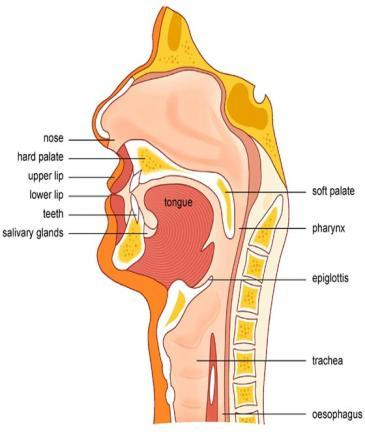 nose
hard palate
upper lip
lower lip
teeth
salivary glands
tongue
soft palate
pharynx
epiglottis
trachea
oesophagus